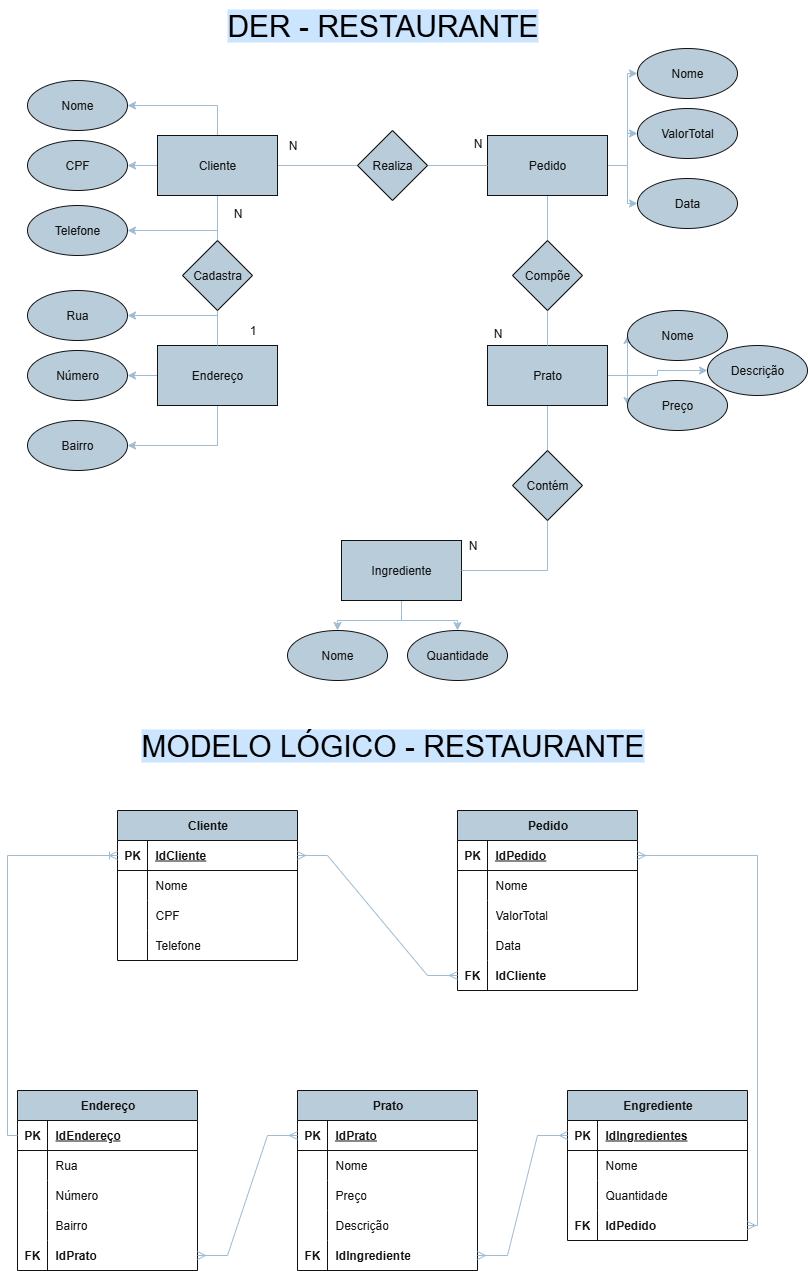 DER - RESTAURANTE
Nome
Nome
CPF
Cliente
N
Realiza
N
Pedido
ValorTotal
Telefone
N
Data
Cadastra
Compõe
Rua
1
N
Nome
Número
Endereço
Prato
Descrição
Preço
Bairro
Contém
N
Ingrediente
Nome
Quantidade
MODELO LÓGICO - RESTAURANTE
Cliente
PK IdCliente
Nome
CPF
Telefone
Pedido
PK IdPedido
Nome
ValorTotal
Data
FK IdCliente
Endereço
PK IdEndereço
Rua
Número
Bairro
FK IdPrato
Prato
PK IdPrato
Nome
Preço
Descrição
FK IdIngrediente
Engrediente
PK IdIngredientes
Nome
Quantidade
FK IdPedido